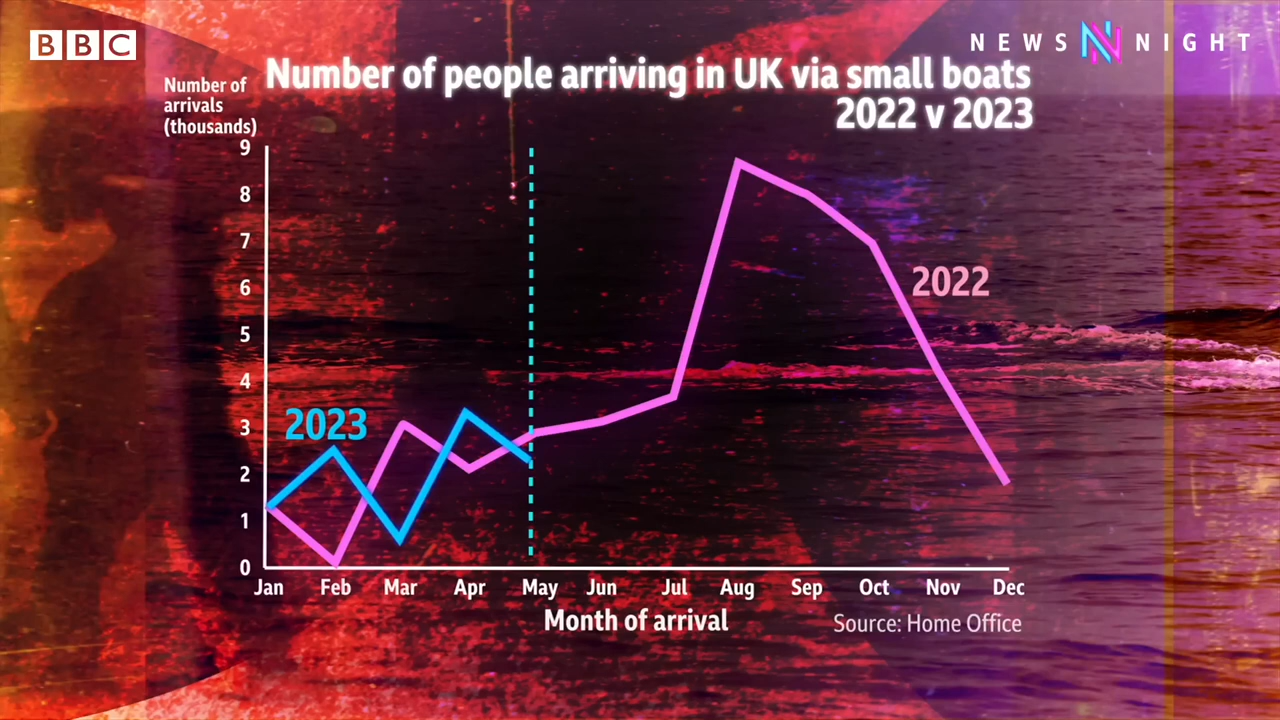 BBC
NEWSNIGHT
Number of people arriving in UK via small boats
2022 v 2023
Number of
arrivals
(thousands)
9
8
7
6
5
4
3
2
1
0
2023
2022
Jan Feb Mar Apr May Jun Jul Aug Sep Oct Nov Dec
Month of arrival
Source: Home Office